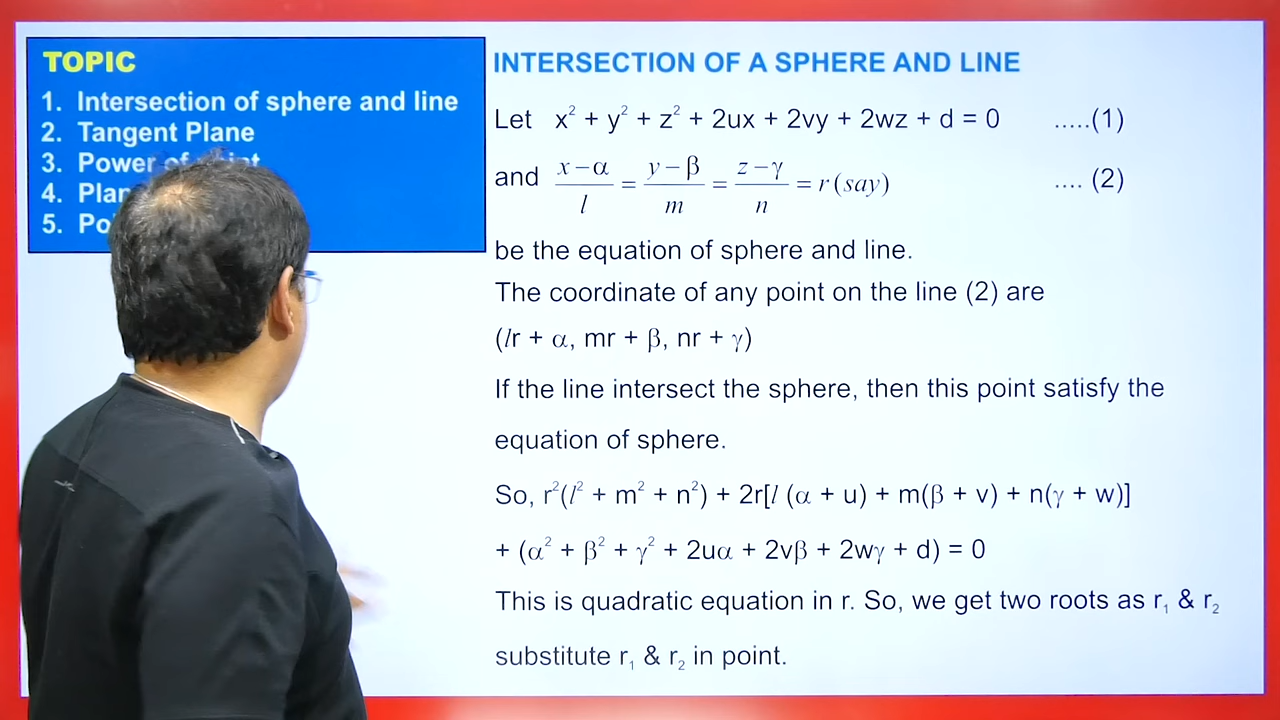 TOPIC
1. Intersection of sphere and line
2. Tangent Plane
3. Power of point
4.
5.
INTERSECTION OF A SPHERE AND LINE
Let x² + y² + z² + 2ux + 2vy + 2wz + d = 0 .....(1)
and (x−α)/l = (y−β)/m = (z−γ)/n = r (say) .... (2)
be the equation of sphere and line.
The coordinate of any point on the line (2) are
(lr + α, mr + β, nr + γ)
If the line intersect the sphere, then this point satisfy the
equation of sphere.
So, r²(l² + m² + n²) + 2r[l (α + u) + m(β + v) + n(γ + w)]
+ (α² + β² + γ² + 2uα + 2vβ + 2wγ + d) = 0
This is quadratic equation in r. So, we get two roots as r₁ & r₂
substitute r₁ & r₂ in point.